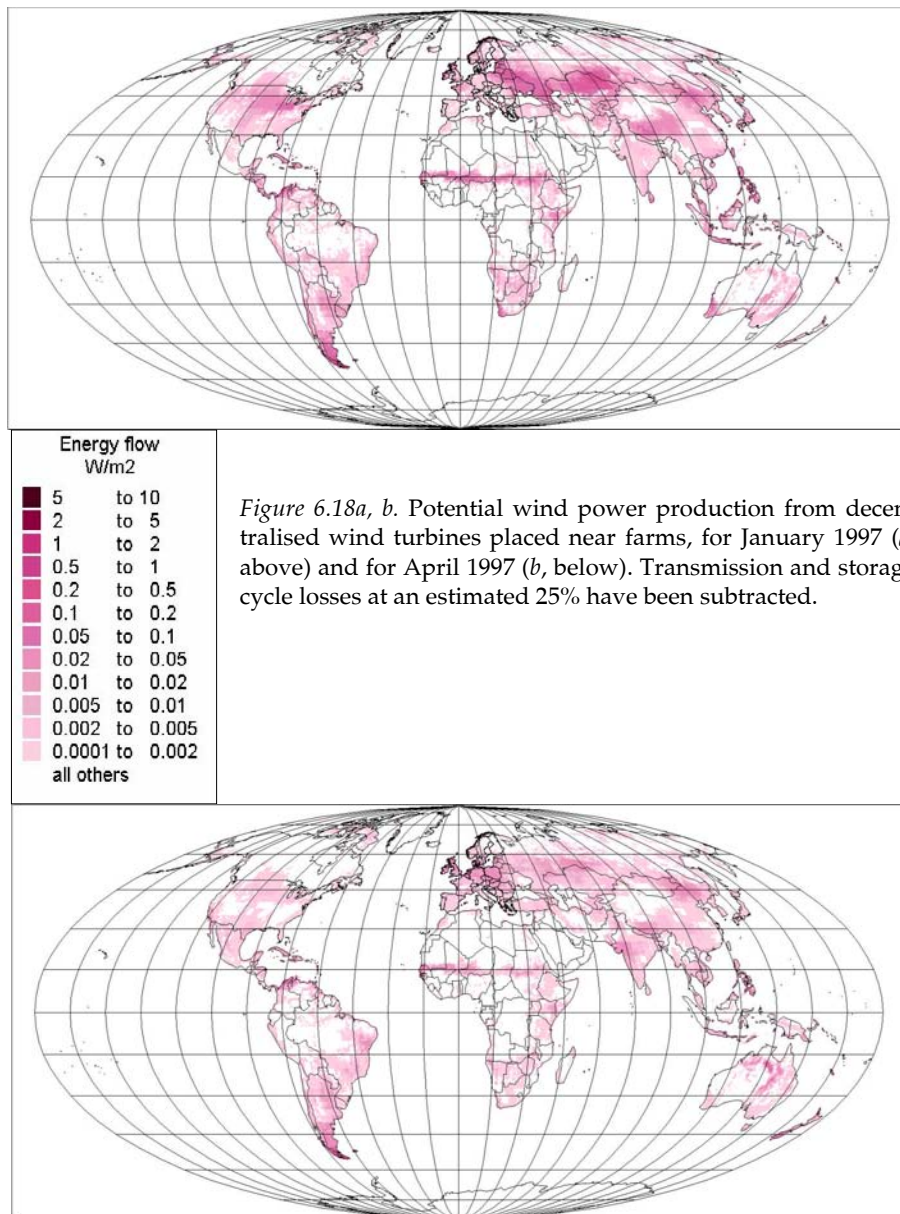 Energy flow
W/m2
5 to 10
2 to 5
1 to 2
0.5 to 1
0.2 to 0.5
0.1 to 0.2
0.05 to 0.1
0.02 to 0.05
0.01 to 0.02
0.005 to 0.01
0.002 to 0.005
0.0001 to 0.002
all others
Figure 6.18a, b. Potential wind power production from decen
tralised wind turbines placed near farms, for January 1997 (
above) and for April 1997 (b, below). Transmission and storag
cycle losses at an estimated 25% have been subtracted.